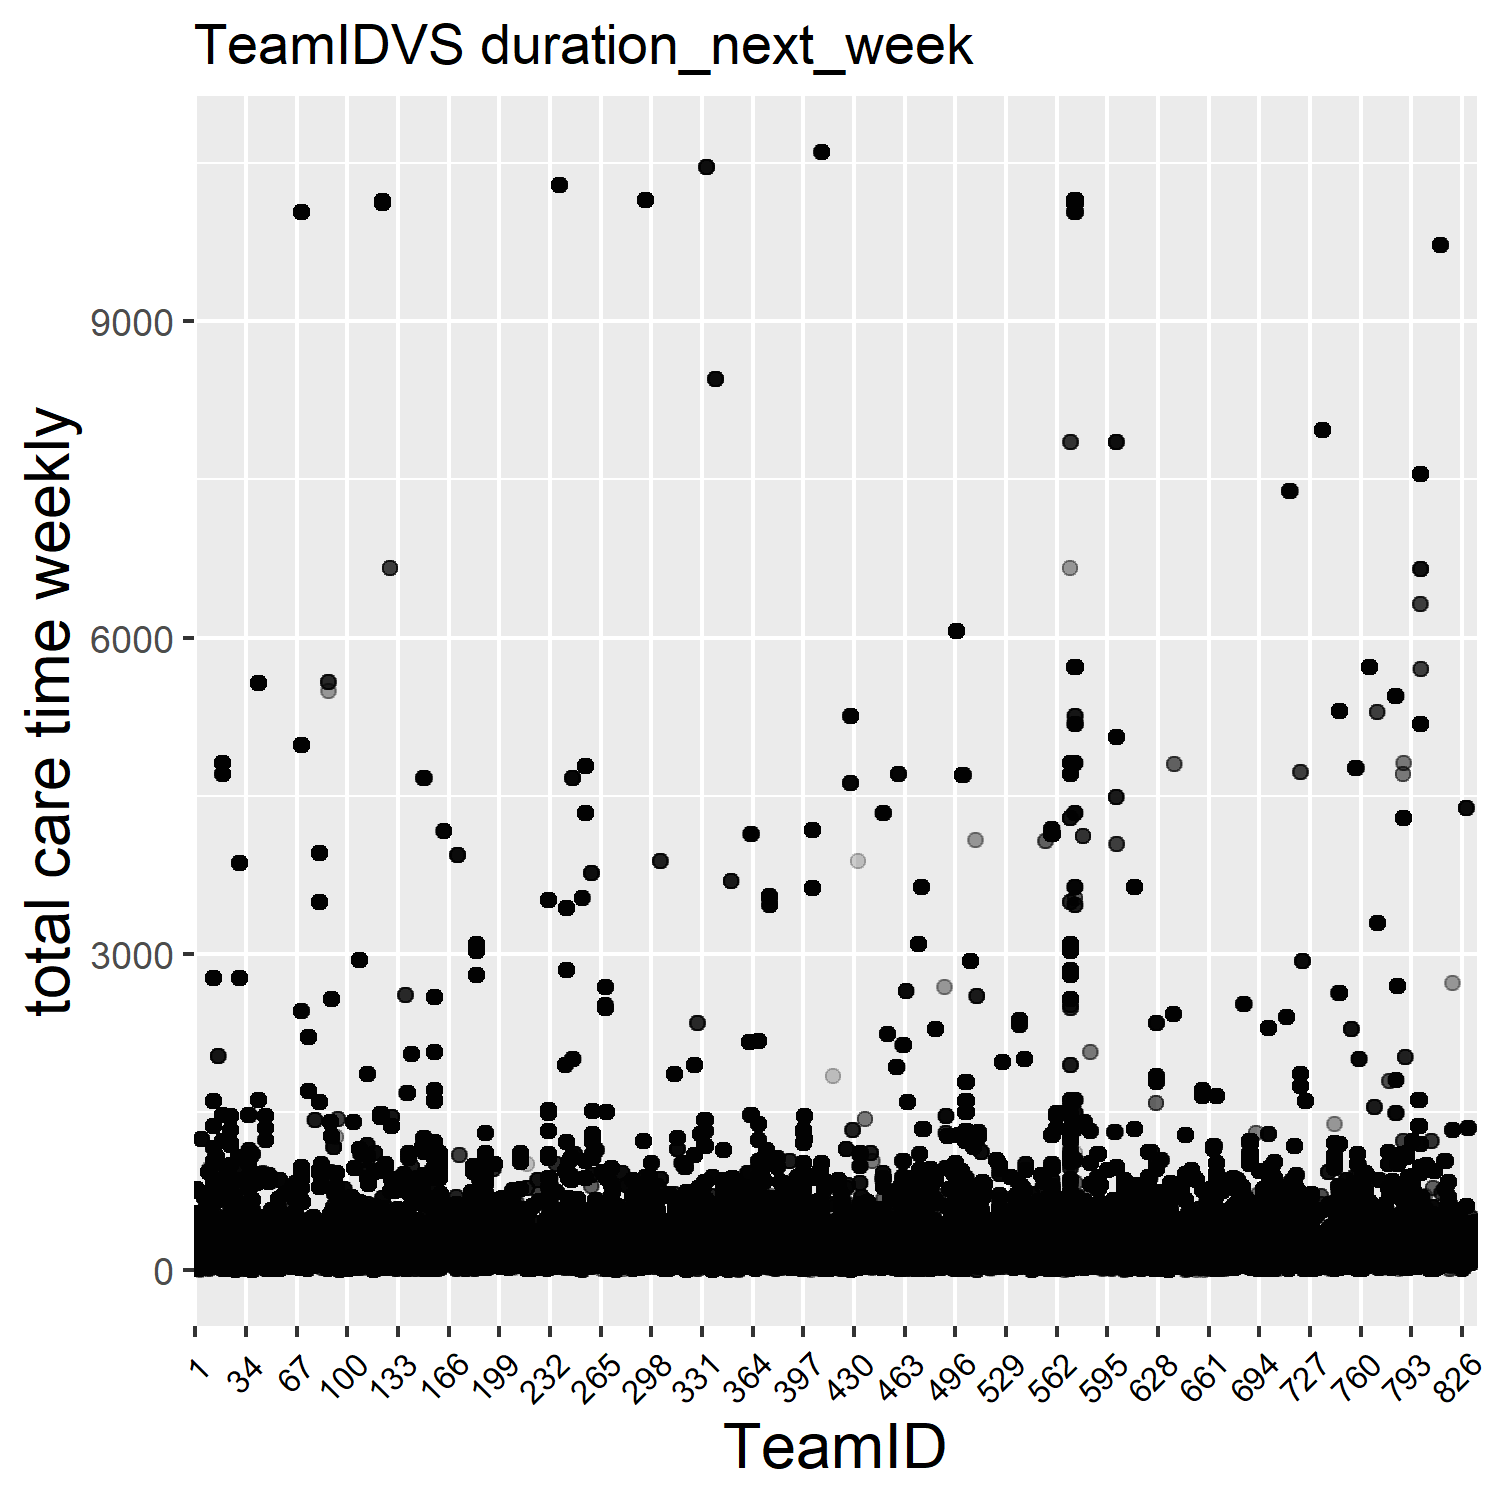 TeamIDVS duration_next_week
total care time weekly
9000
6000
3000
0
1 34 67 100 133 166 199 232 265 298 331 364 397 430 463 496 529 562 595 628 661 694 727 760 793 826
TeamID